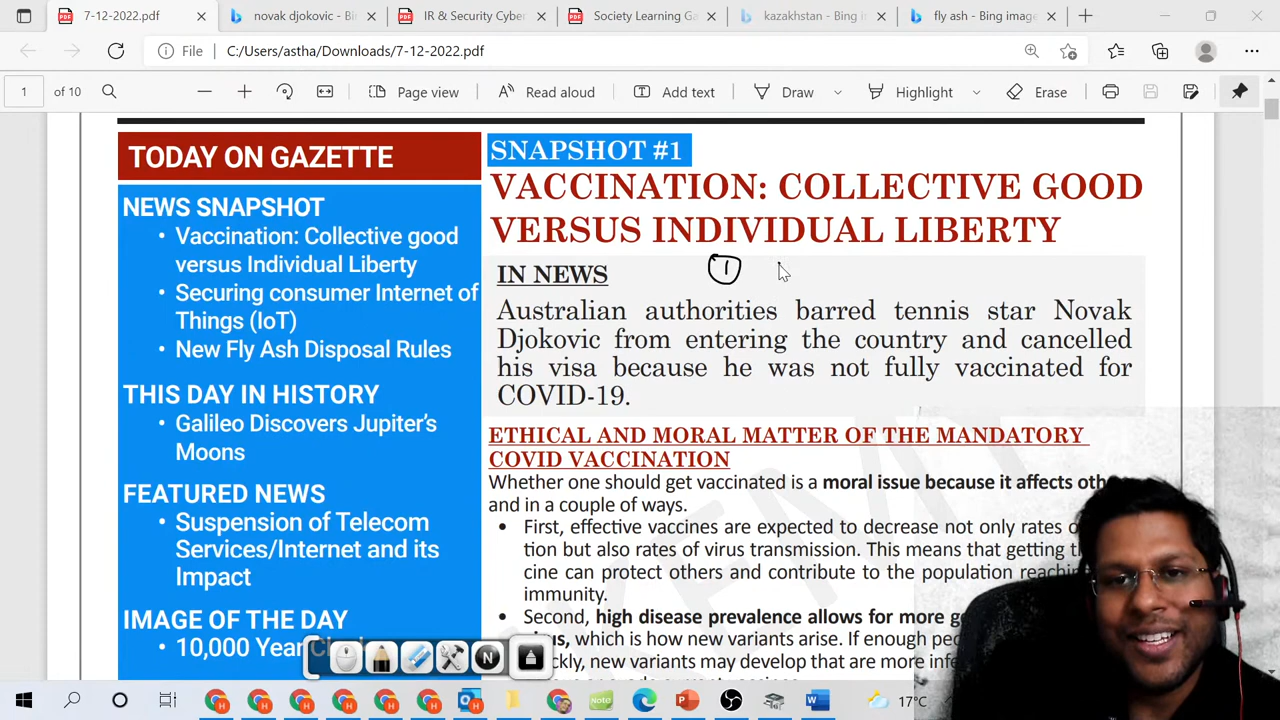 7-12-2022.pdf
novak djokovic - Bi
IR & Security Cyber
Society Learning Ga
kazakhstan - Bing i
fly ash - Bing image
File
C:/Users/astha/Downloads/7-12-2022.pdf
1 of 10
Page view
Read aloud
Add text
Draw
Highlight
Erase
TODAY ON GAZETTE
NEWS SNAPSHOT
• Vaccination: Collective good
versus Individual Liberty
• Securing consumer Internet of
Things (IoT)
• New Fly Ash Disposal Rules
THIS DAY IN HISTORY
• Galileo Discovers Jupiter's
Moons
FEATURED NEWS
• Suspension of Telecom
Services/Internet and its
Impact
IMAGE OF THE DAY
• 10,000 Year
SNAPSHOT #1
VACCINATION: COLLECTIVE GOOD
VERSUS INDIVIDUAL LIBERTY
1
IN NEWS
Australian authorities barred tennis star Novak
Djokovic from entering the country and cancelled
his visa because he was not fully vaccinated for
COVID-19.
ETHICAL AND MORAL MATTER OF THE MANDATORY
COVID VACCINATION
Whether one should get vaccinated is a moral issue because it affects oth
and in a couple of ways.
• First, effective vaccines are expected to decrease not only rates o
tion but also rates of virus transmission. This means that getting t
cine can protect others and contribute to the population reaching
immunity.
• Second, high disease prevalence allows for more ge
which is how new variants arise. If enough pe
new variants may develop that are more infe
N
17°C